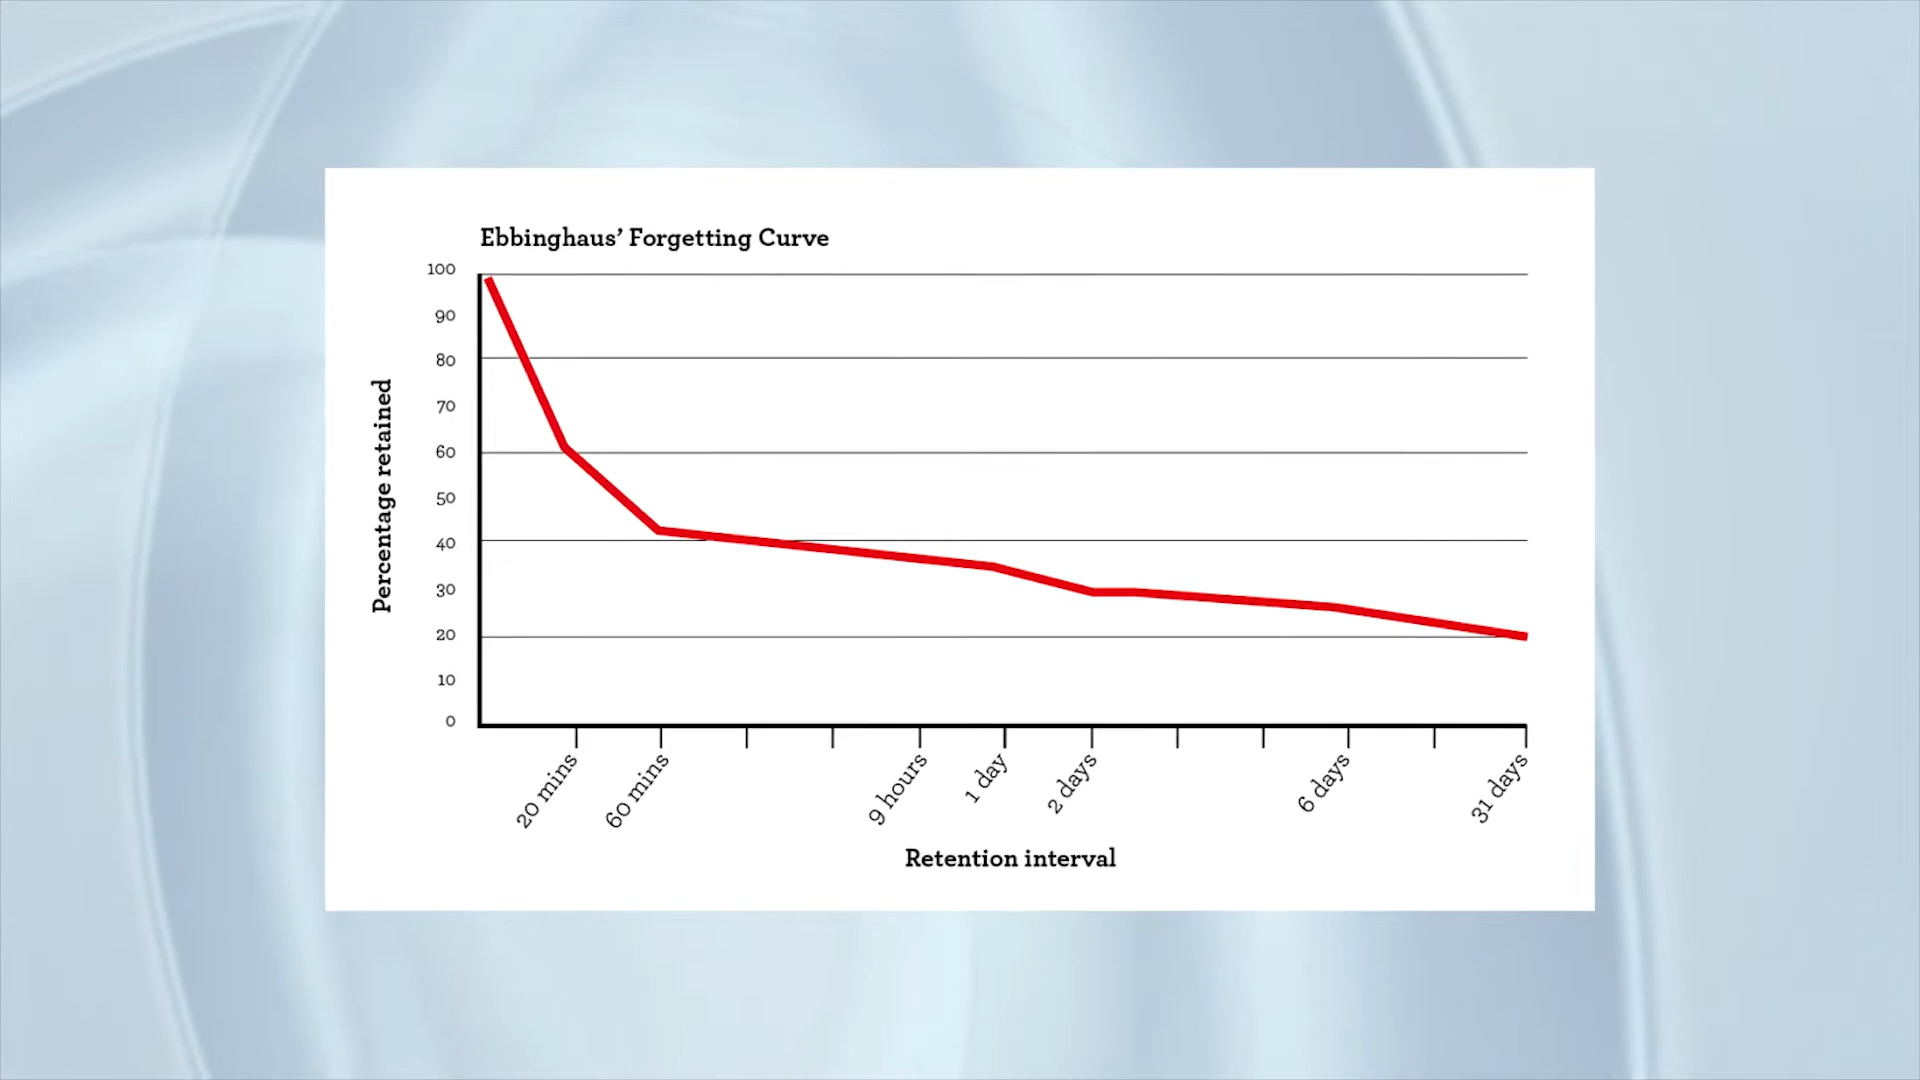 Ebbinghaus’ Forgetting Curve
100
90
80
70
60
50
40
30
20
10
0
Percentage retained
20 mins
60 mins
9 hours
1 day
2 days
6 days
31 days
Retention interval